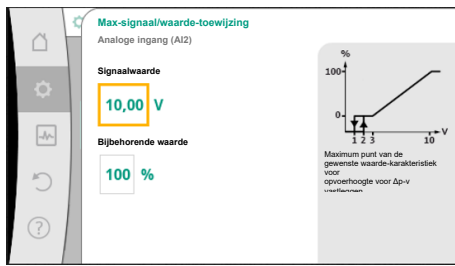 Max-signaal/waarde-toewijzing
Analoge ingang (AI2)
Signaalwaarde
10,00 V
Bijbehorende waarde
100 %
%
100
0
1 2 3 10 V
Maximum punt van de
gewenste waarde-karakteristiek
voor
opvoerhoogte voor Δp-v
vastleggen
?